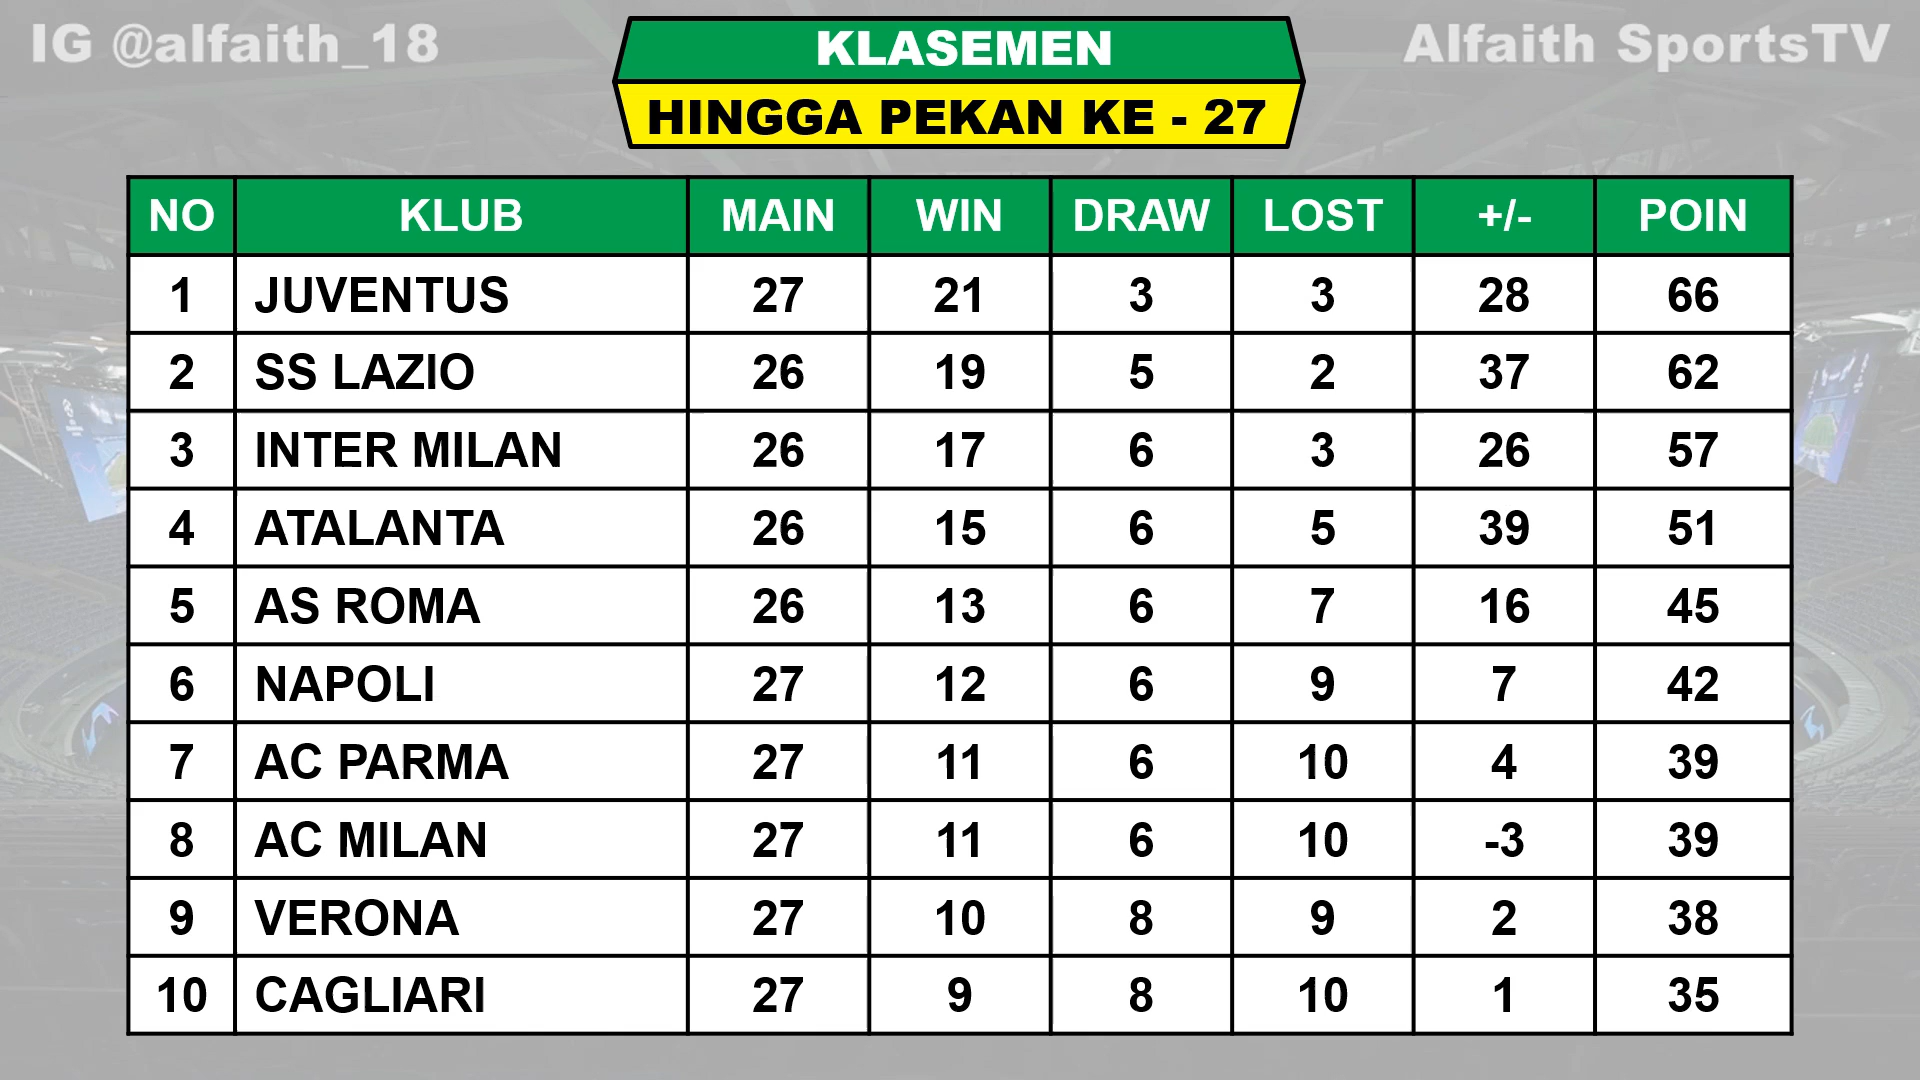 IG @alfaith_18
KLASEMEN
Alfaith SportsTV
HINGGA PEKAN KE - 27
NO KLUB MAIN WIN DRAW LOST +/- POIN
1 JUVENTUS 27 21 3 3 28 66
2 SS LAZIO 26 19 5 2 37 62
3 INTER MILAN 26 17 6 3 26 57
4 ATALANTA 26 15 6 5 39 51
5 AS ROMA 26 13 6 7 16 45
6 NAPOLI 27 12 6 9 7 42
7 AC PARMA 27 11 6 10 4 39
8 AC MILAN 27 11 6 10 -3 39
9 VERONA 27 10 8 9 2 38
10 CAGLIARI 27 9 8 10 1 35